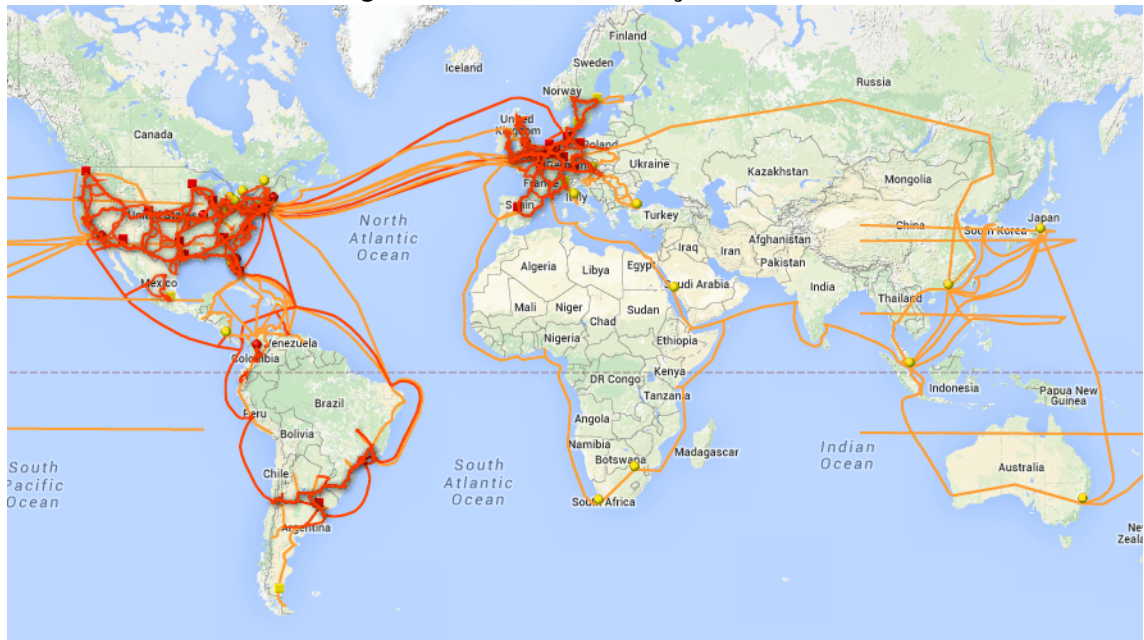 Finland
Iceland
Sweden
Norway
Russia
Canada
United
Kingdom
Poland
Ukraine
Kazakhstan
Mongolia
France
Italy
Spain
Turkey
North
Atlantic
Ocean
United States
China
South Korea
Japan
Iraq
Iran
Afghanistan
Pakistan
Algeria
Libya
Egypt
Saudi Arabia
India
Thailand
Mexico
Mali
Niger
Chad
Sudan
Nigeria
Ethiopia
Venezuela
Colombia
DR Congo
Kenya
Tanzania
Indonesia
Papua New
Guinea
Peru
Brazil
Bolivia
Angola
Namibia
Botswana
Madagascar
Indian
Ocean
Australia
Chile
South
Pacific
Ocean
South
Atlantic
Ocean
South Africa
Argentina